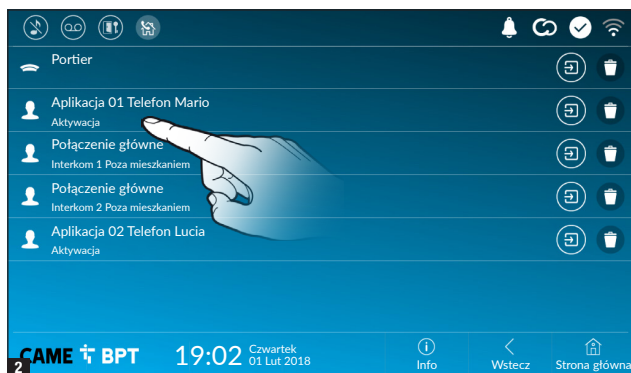 Portier
Aplikacja 01 Telefon Mario
Aktywacja
Połączenie główne
Interkom 1 Poza mieszkaniem
Połączenie główne
Interkom 2 Poza mieszkaniem
Aplikacja 02 Telefon Lucia
Aktywacja
CAME BPT
19:02
Czwartek
01 Lut 2018
Info
Wstecz
Strona główna
2